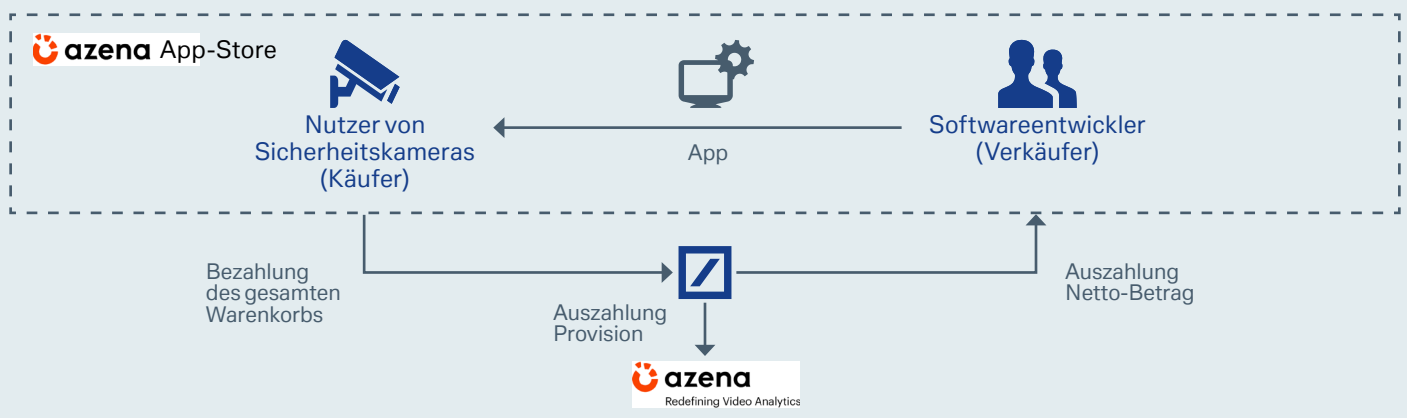 azena App-Store
Nutzer von
Sicherheitskameras
(Käufer)
App
Softwareentwickler
(Verkäufer)
Bezahlung
des gesamten
Warenkorbs
Auszahlung
Provision
Auszahlung
Netto-Betrag
azena
Redefining Video Analytics